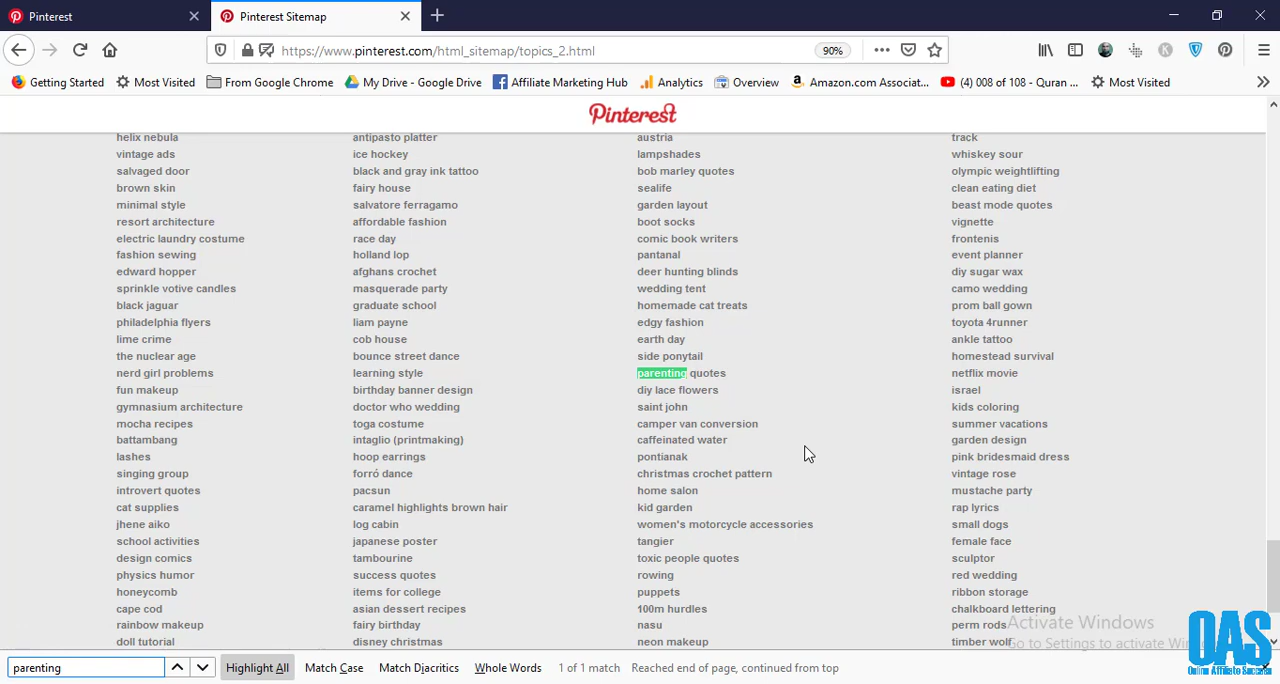 Pinterest
Pinterest Sitemap
https://www.pinterest.com/html_sitemap/topics_2.html
90%
Getting Started
Most Visited
From Google Chrome
My Drive - Google Drive
Affiliate Marketing Hub
Analytics
Overview
Amazon.com Associat...
(4) 008 of 108 - Quran ...
Most Visited
Pinterest
helix nebula antipasto platter austria track
vintage ads ice hockey lampshades whiskey sour
salvaged door black and gray ink tattoo bob marley quotes olympic weightlifting
brown skin fairy house sealife clean eating diet
minimal style salvatore ferragamo garden layout beast mode quotes
resort architecture affordable fashion boot socks vignette
electric laundry costume race day comic book writers frontenis
fashion sewing holland lop pantanal event planner
edward hopper afghans crochet deer hunting blinds diy sugar wax
sprinkle votive candles masquerade party wedding tent camo wedding
black jaguar graduate school homemade cat treats prom ball gown
philadelphia flyers liam payne edgy fashion toyota 4runner
lime crime cob house earth day ankle tattoo
the nuclear age bounce street dance side ponytail homestead survival
nerd girl problems learning style parenting quotes netflix movie
fun makeup birthday banner design diy lace flowers israel
gymnasium architecture doctor who wedding saint john kids coloring
mocha recipes toga costume camper van conversion summer vacations
battambang intaglio (printmaking) caffeinated water garden design
lashes hoop earrings pontianak pink bridesmaid dress
singing group forró dance christmas crochet pattern vintage rose
introvert quotes pacsun home salon mustache party
cat supplies caramel highlights brown hair kid garden rap lyrics
jhene aiko log cabin women's motorcycle accessories small dogs
school activities japanese poster tangier female face
design comics tambourine toxic people quotes sculptor
physics humor success quotes rowing red wedding
honeycomb items for college puppets ribbon storage
cape cod asian dessert recipes 100m hurdles chalkboard lettering
rainbow makeup fairy birthday nasu perm rods
doll tutorial disney christmas neon makeup timber wolf
Activate Windows
Go to Settings to activate
OAS
Online Affiliate Success
parenting
Highlight All
Match Case
Match Diacritics
Whole Words
1 of 1 match
Reached end of page, continued from top